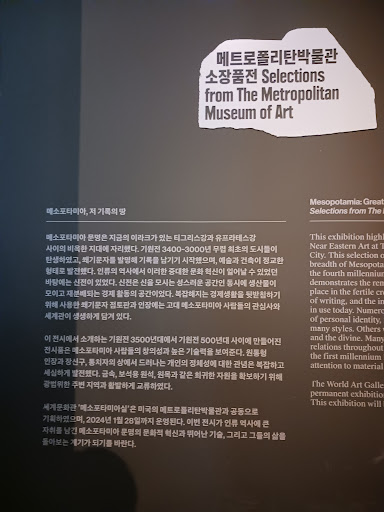 메트로폴리탄박물관
소장품전 Selections
from The Metropolitan
Museum of Art
메소포타미아, 저 기록의 땅
메소포타미아 문명은 지금의 이라크가 있는 티그리스강과 유프라테스강
사이의 비옥한 지대에 자리했다. 기원전 3400-3000년 무렵 최초의 도시들이
탄생하였고, 쐐기문자를 발명해 기록을 남기기 시작했으며, 예술과 건축이 정교한
형태로 발전했다. 인류의 역사에서 이러한 중대한 문화 혁신이 일어날 수 있었던
바탕에는 신전이 있었다. 신전은 신을 모시는 성스러운 공간인 동시에 생산물이
모이고 재분배되는 경제 활동의 공간이었다. 복잡해지는 경제생활을 뒷받침하기
위해 사용한 쐐기문자 점토판과 인장에는 고대 메소포타미아 사람들의 관심사와
세계관이 생생하게 담겨 있다.
이 전시에서 소개하는 기원전 3500년대에서 기원전 500년대 사이에 만들어진
전시품은 메소포타미아 사람들의 창의성과 높은 기술력을 보여준다. 원통형
인장과 장신구, 통치자의 상에서 드러나는 개인의 정체성에 대한 관념은 복잡하고
세심하게 발전했다. 금속, 보석용 원석, 원목과 같은 희귀한 자원을 확보하기 위해
광범위한 주변 지역과 활발하게 교류하였다.
세계문화관 '메소포타미아실'은 미국의 메트로폴리탄박물관과 공동으로
기획하였으며, 2024년 1월 28일까지 운영된다. 이번 전시가 인류 역사에 큰
자취를 남긴 메소포타미아 문명의 문화적 혁신과 뛰어난 기술, 그리고 그들의 삶을
돌아보는 계기가 되기를 바란다.
Mesopotamia: Great
Selections from The
This exhibition highl
Near Eastern Art at T
City. This selection o
breadth of Mesopota
the fourth millenniu
demonstrates the rem
place in the fertile cre
of writing, and the in
in use today. Numero
of personal identity,
many styles. Others
and the divine. Many
relations throughout
the first millennium
attention to material
The World Art Galle
permanent exhibition
This exhibition will